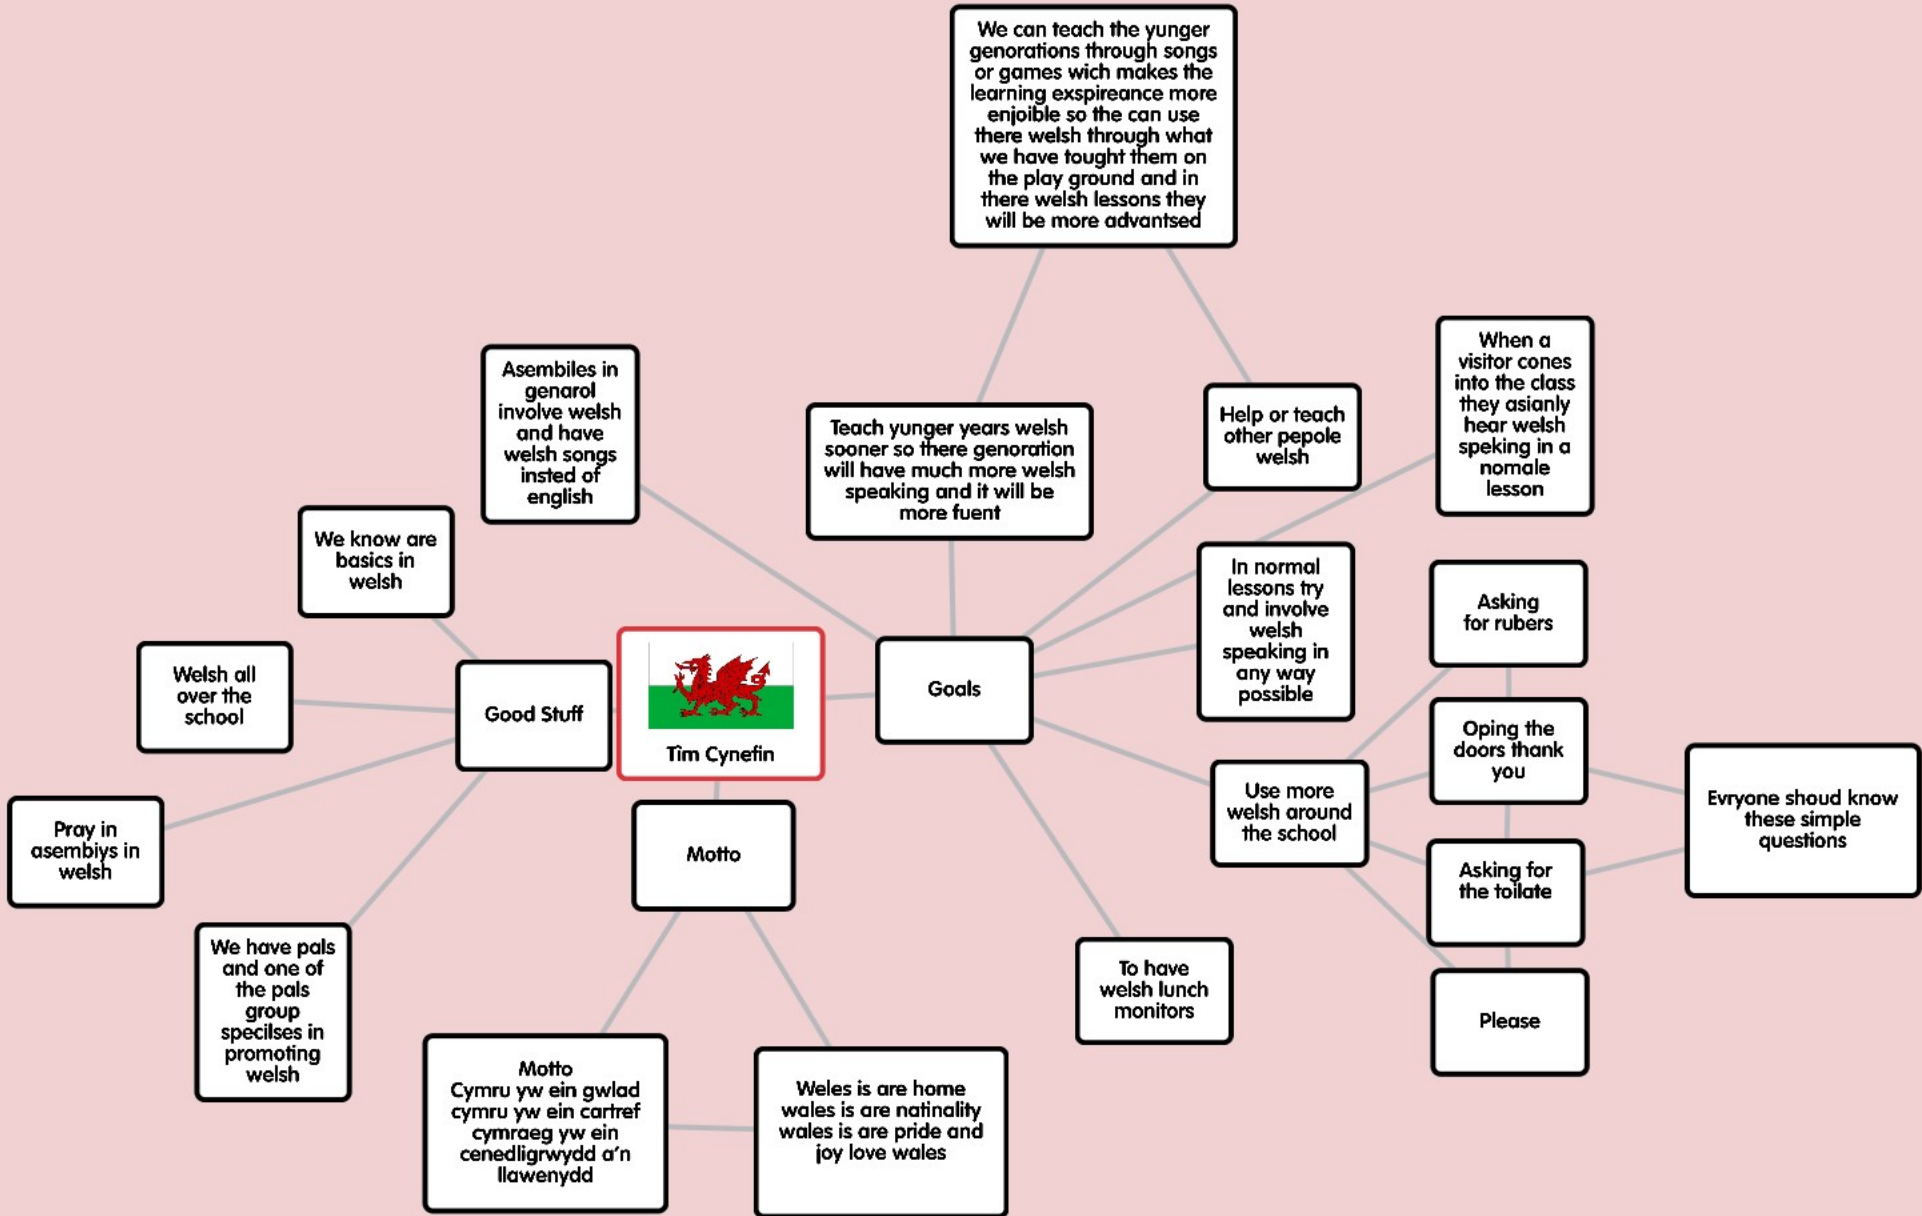 We can teach the yunger
genorations through songs
or games wich makes the
learning exspireance more
enjoible so the can use
there welsh through what
we have tought them on
the play ground and in
there welsh lessons they
will be more advantsed
Asembiles in
genarol
involve welsh
and have
welsh songs
insted of
english
Teach yunger years welsh
sooner so there genoration
will have much more welsh
speaking and it will be
more fuent
Help or teach
other pepole
welsh
When a
visitor cones
into the class
they asianly
hear welsh
speking in a
nomale
lesson
We know are
basics in
welsh
Welsh all
over the
school
Good Stuff
Tîm Cynefin
Goals
In normal
lessons try
and involve
welsh
speaking in
any way
possible
Asking
for rubers
Oping the
doors thank
you
Use more
welsh around
the school
Evryone shoud know
these simple
questions
Pray in
asembiys in
welsh
Motto
Asking for
the toilate
We have pals
and one of
the pals
group
specilses in
promoting
welsh
To have
welsh lunch
monitors
Please
Motto
Cymru yw ein gwlad
cymru yw ein cartref
cymraeg yw ein
cenedligrwydd a'n
llawenydd
Weles is are home
wales is are natinality
wales is are pride and
joy love wales